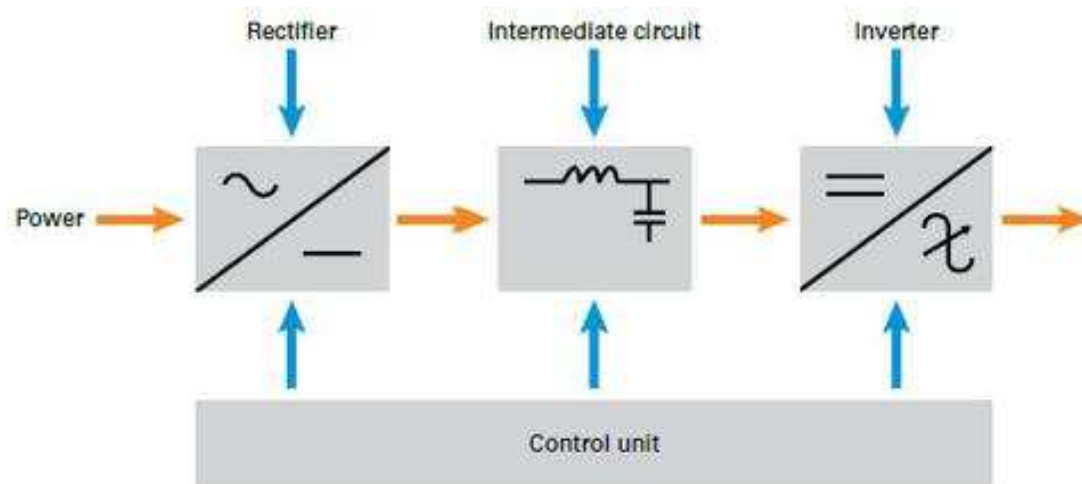 Rectifier
Intermediate circuit
Inverter
Power
Control unit